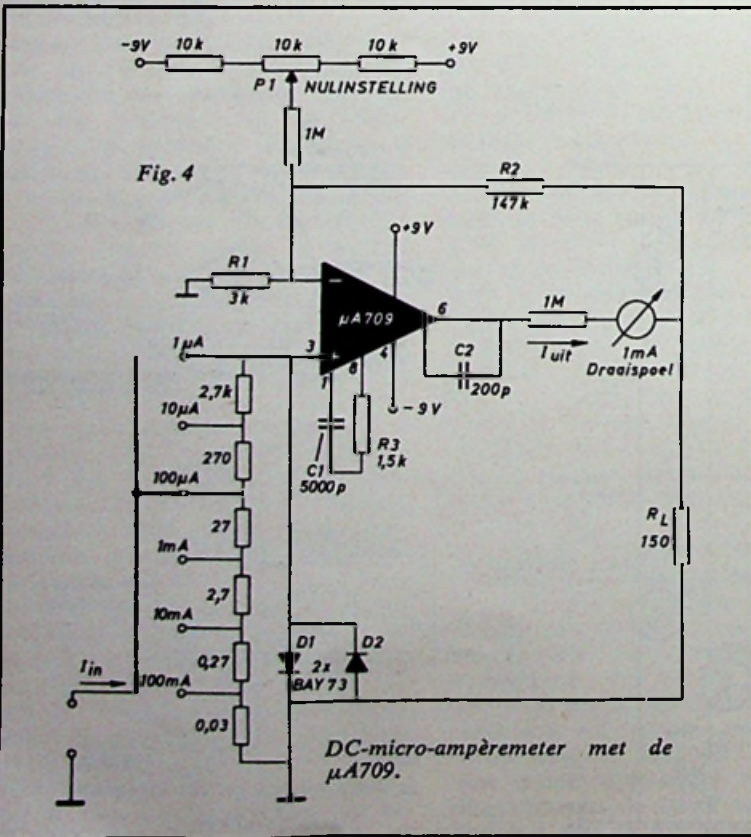 -9V 10k 10k 10k +9V
P1 NULINSTELLING
1M
Fig. 4
R2
147k
+9V
R1
3k
-
µA709
6
1M
1µA
3
+
4
1
8
C2
200p
I uit
1mA
Draaispoel
2,7k
-9V
10µA
R3
1,5k
C1
5000p
270
100µA
27
RL
150
1mA
2,7
10mA
D1 D2
2x
BAY 73
0,27
Iin
100mA
0,03
DC-micro-ampèremeter met de
µA709.